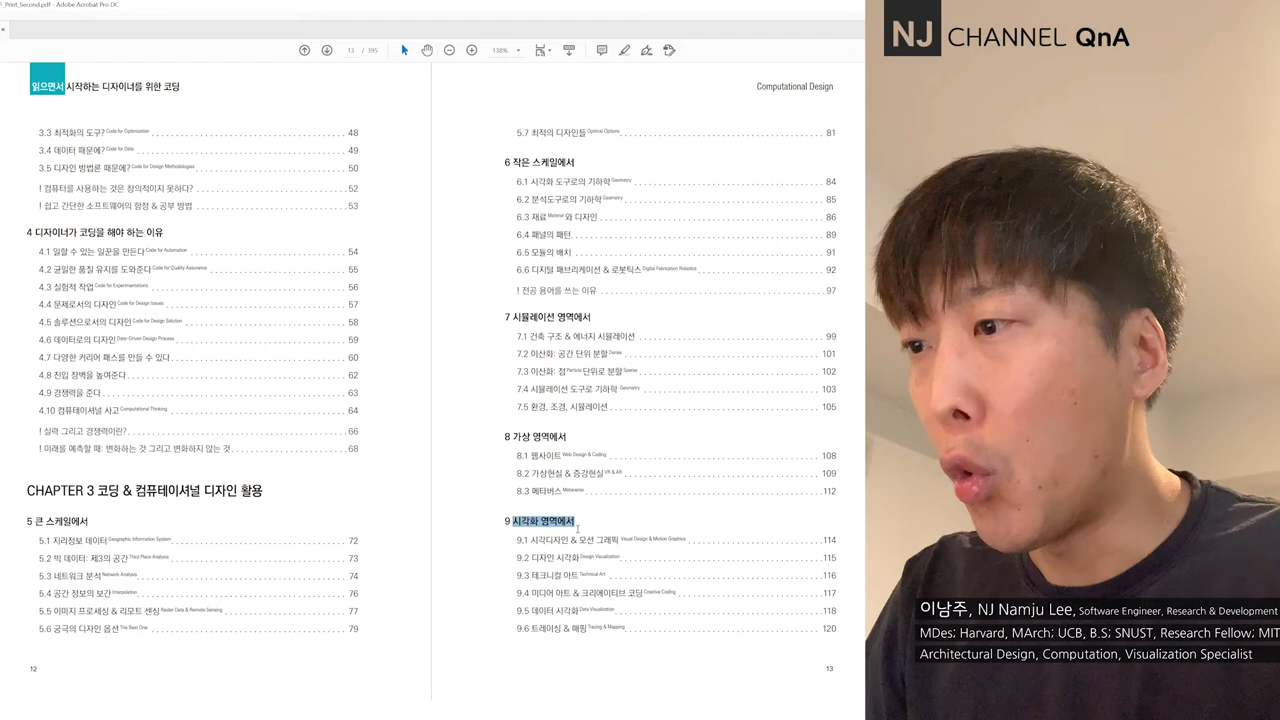 _Print_Second.pdf - Adobe Acrobat Pro DC
13 / 395
138%
읽으면서 시작하는 디자이너를 위한 코딩
3.3 최적화의 도구? Code for Optimization 48
3.4 데이터 때문에? Code for Data 49
3.5 디자인 방법론 때문에? Code for Design Methodologies 50
! 컴퓨터를 사용하는 것은 창의적이지 못하다? 52
! 쉽고 간단한 소프트웨어의 함정 & 공부 방법 53
4 디자이너가 코딩을 해야 하는 이유
4.1 일할 수 있는 일꾼을 만든다 Code for Automation 54
4.2 균일한 품질 유지를 도와준다 Code for Quality Assurance 55
4.3 실험적 작업 Code for Experimentations 56
4.4 문제로서의 디자인 Code for Design Issues 57
4.5 솔루션으로서의 디자인 Code for Design Solution 58
4.6 데이터로의 디자인 Data-Driven Design Process 59
4.7 다양한 커리어 패스를 만들 수 있다 60
4.8 진입 장벽을 높여준다 62
4.9 경쟁력을 준다 63
4.10 컴퓨테이셔널 사고 Computational Thinking 64
! 실력 그리고 경쟁력이란? 66
! 미래를 예측할 때: 변화하는 것 그리고 변화하지 않는 것 68
CHAPTER 3 코딩 & 컴퓨테이셔널 디자인 활용
5 큰 스케일에서
5.1 지리정보 데이터 Geographic Information System 72
5.2 빅 데이터: 제3의 공간 Third Place Analysis 73
5.3 네트워크 분석 Network Analysis 74
5.4 공간 정보의 보간 Interpolation 76
5.5 이미지 프로세싱 & 리모트 센싱 Raster Data & Remote Sensing 77
5.6 궁극의 디자인 옵션 The Best One 79
12
Computational Design
5.7 최적의 디자인들 Optimal Options 81
6 작은 스케일에서
6.1 시각화 도구로의 기하학 Geometry 84
6.2 분석도구로의 기하학 Geometry 85
6.3 재료 Material 와 디자인 86
6.4 패널의 패턴 89
6.5 모듈의 배치 91
6.6 디지털 패브리케이션 & 로보틱스 Digital Fabrication Robotics 92
! 전공 용어를 쓰는 이유 97
7 시뮬레이션 영역에서
7.1 건축 구조 & 에너지 시뮬레이션 99
7.2 이산화: 공간 단위 분할 Dense 101
7.3 이산화: 점 Particle 단위로 분할 Sparse 102
7.4 시뮬레이션 도구로 기하학 Geometry 103
7.5 환경, 조경, 시뮬레이션 105
8 가상 영역에서
8.1 웹사이트 Web Design & Coding 108
8.2 가상현실 & 증강현실 VR & AR 109
8.3 메타버스 Metaverse 112
9 시각화 영역에서
9.1 시각디자인 & 모션 그래픽 Visual Design & Motion Graphics 114
9.2 디자인 시각화 Design Visualization 115
9.3 테크니컬 아트 Technical Art 116
9.4 미디어 아트 & 크리에이티브 코딩 Creative Coding 117
9.5 데이터 시각화 Data Visualization 118
9.6 트레이싱 & 매핑 Tracing & Mapping 120
13
NJ CHANNEL QnA
이남주, NJ Namju Lee, Software Engineer, Research & Development
MDes; Harvard, MArch; UCB, B.S; SNUST, Research Fellow; MIT
Architectural Design, Computation, Visualization Specialist